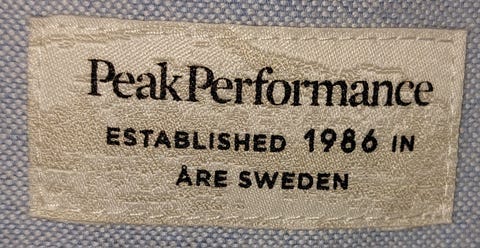 PeakPerformance
ESTABLISHED 1986 IN
ÅRE SWEDEN